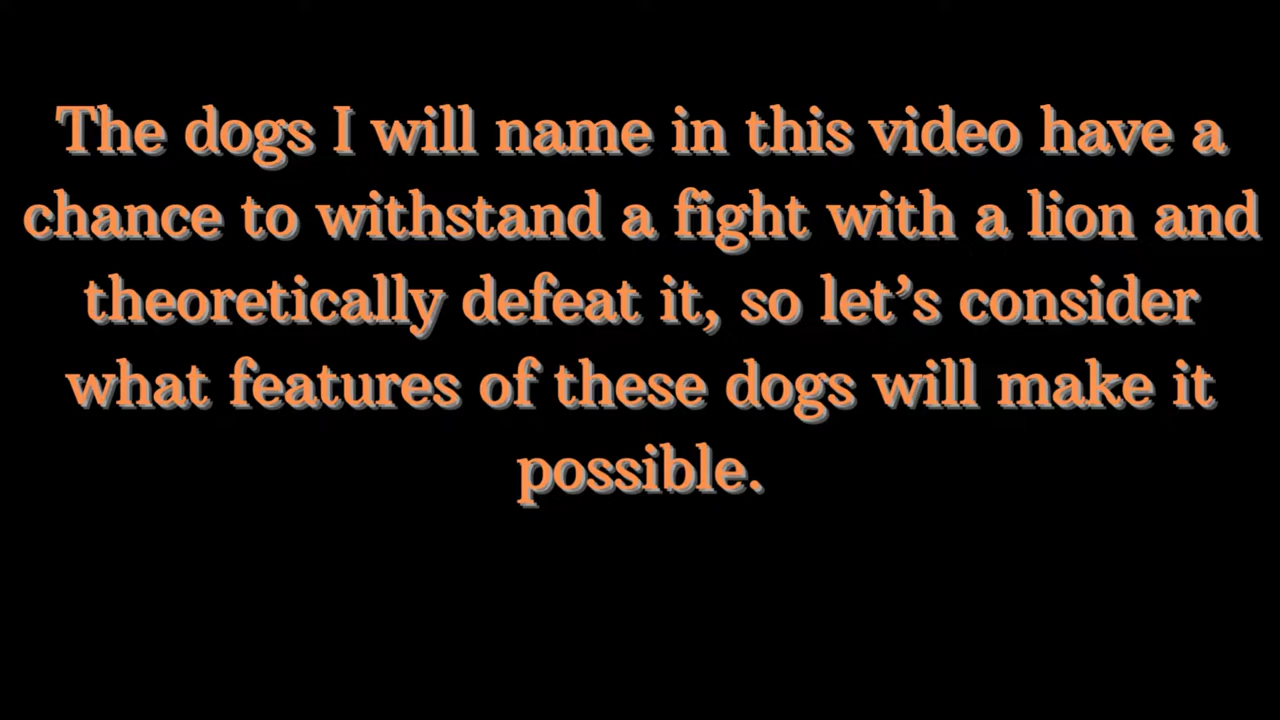 The dogs I will name in this video have a
chance to withstand a fight with a lion and
theoretically defeat it, so let’s consider
what features of these dogs will make it
possible.